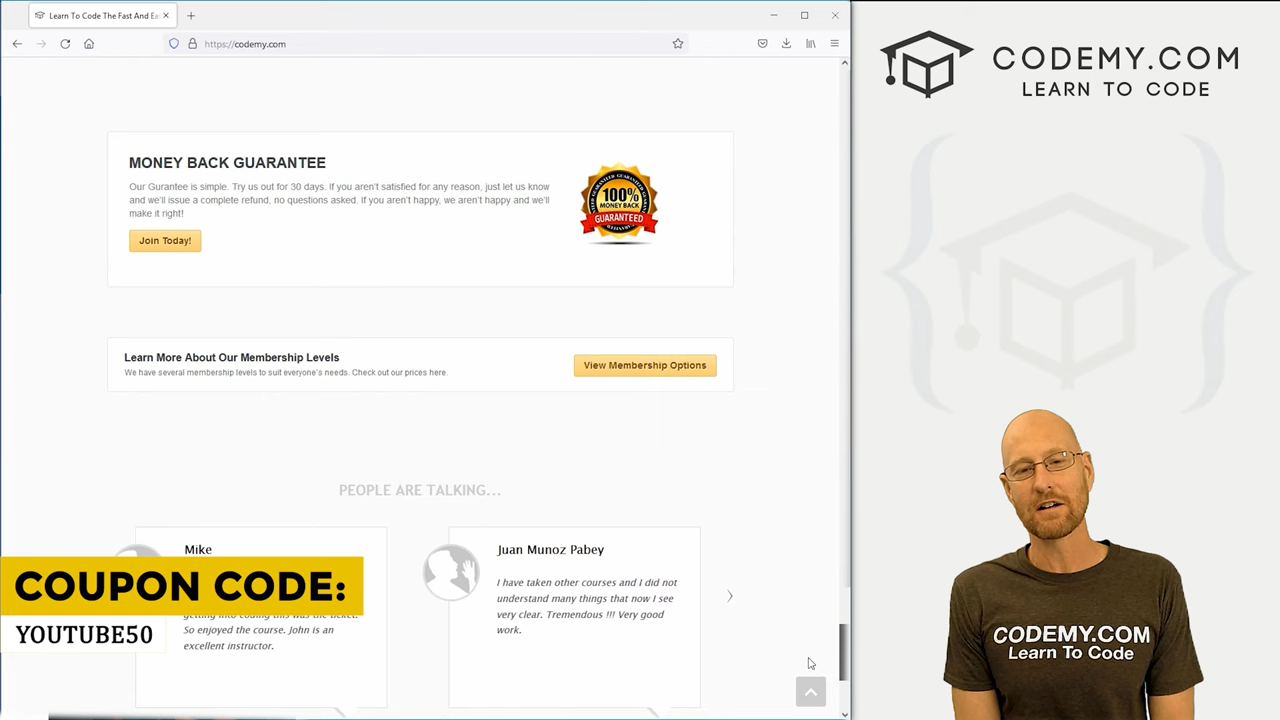 Learn To Code The Fast And Ea
https://codemy.com
CODEMY.COM
LEARN TO CODE
MONEY BACK GUARANTEE
Our Gurantee is simple. Try us out for 30 days. If you aren't satisfied for any reason, just let us know
and we'll issue a complete refund, no questions asked. If you aren't happy, we aren't happy and we'll
make it right!
Join Today!
100%
MONEY BACK
GUARANTEED
Learn More About Our Membership Levels
We have several membership levels to suit everyone's needs. Check out our prices here.
View Membership Options
PEOPLE ARE TALKING...
Mike
getting into coding this was the ticket.
So enjoyed the course. John is an
excellent instructor.
Juan Munoz Pabey
I have taken other courses and I did not
understand many things that now I see
very clear. Tremendous !!! Very good
work.
COUPON CODE:
YOUTUBE50
CODEMY.COM
Learn To Code